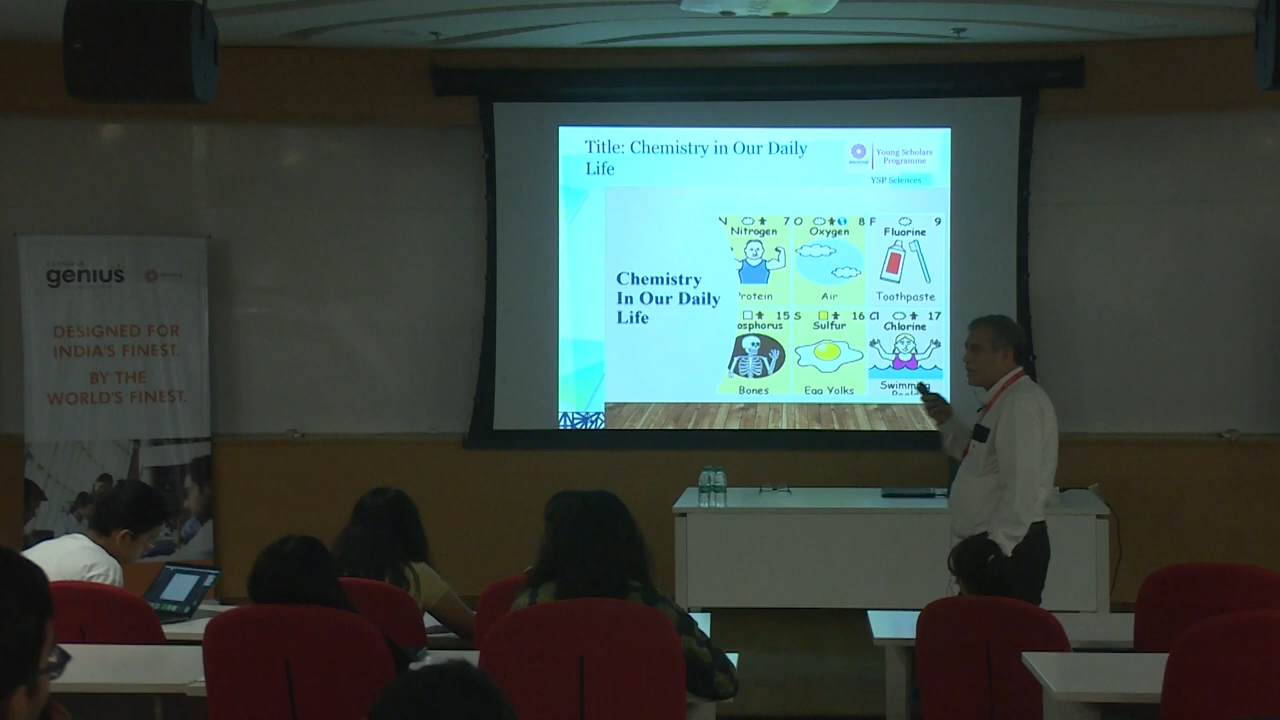 Title: Chemistry in Our Daily
Life
Young Scholars
Programme
YSP Sciences
Chemistry
In Our Daily
Life
N 7
Nitrogen
Protein
O 8
Oxygen
Air
F 9
Fluorine
Toothpaste
15
osphorus
Bones
S 16
Sulfur
Egg Yolks
Cl 17
Chlorine
Swimming
genius
DESIGNED FOR
INDIA'S FINEST.
BY THE
WORLD'S FINEST.